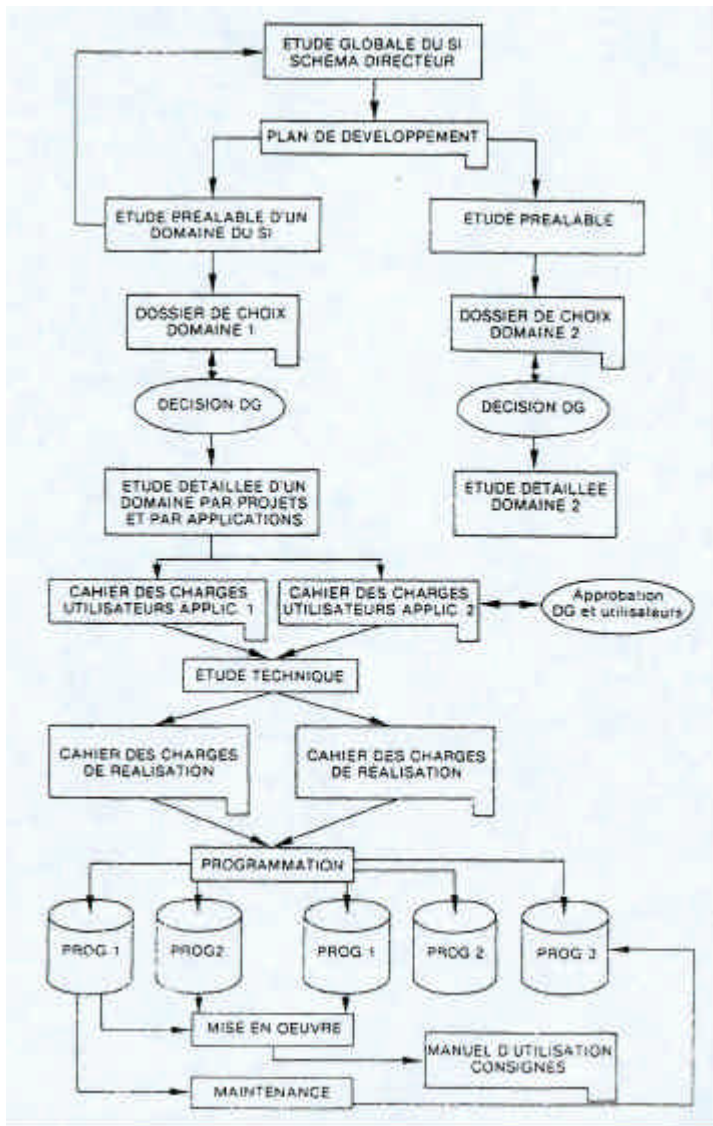 ETUDE GLOBALE DU SI
SCHEMA DIRECTEUR
PLAN DE DEVELOPPEMENT
ETUDE PREALABLE D'UN
DOMAINE DU SI
ETUDE PREALABLE
DOSSIER DE CHOIX
DOMAINE 1
DOSSIER DE CHOIX
DOMAINE 2
DECISION DG
DECISION DG
ETUDE DETAILLEE D'UN
DOMAINE PAR PROJETS
ET PAR APPLICATIONS
ETUDE DETAILLEE
DOMAINE 2
CAHIER DES CHARGES
UTILISATEURS APPLIC. 1
CAHIER DES CHARGES
UTILISATEURS APPLIC. 2
Approbation
DG et utilisateurs
ETUDE TECHNIQUE
CAHIER DES CHARGES
DE REALISATION
CAHIER DES CHARGES
DE REALISATION
PROGRAMMATION
PROG 1
PROG2
PROG 1
PROG 2
PROG 3
MISE EN OEUVRE
MANUEL D'UTILISATION
CONSIGNES
MAINTENANCE